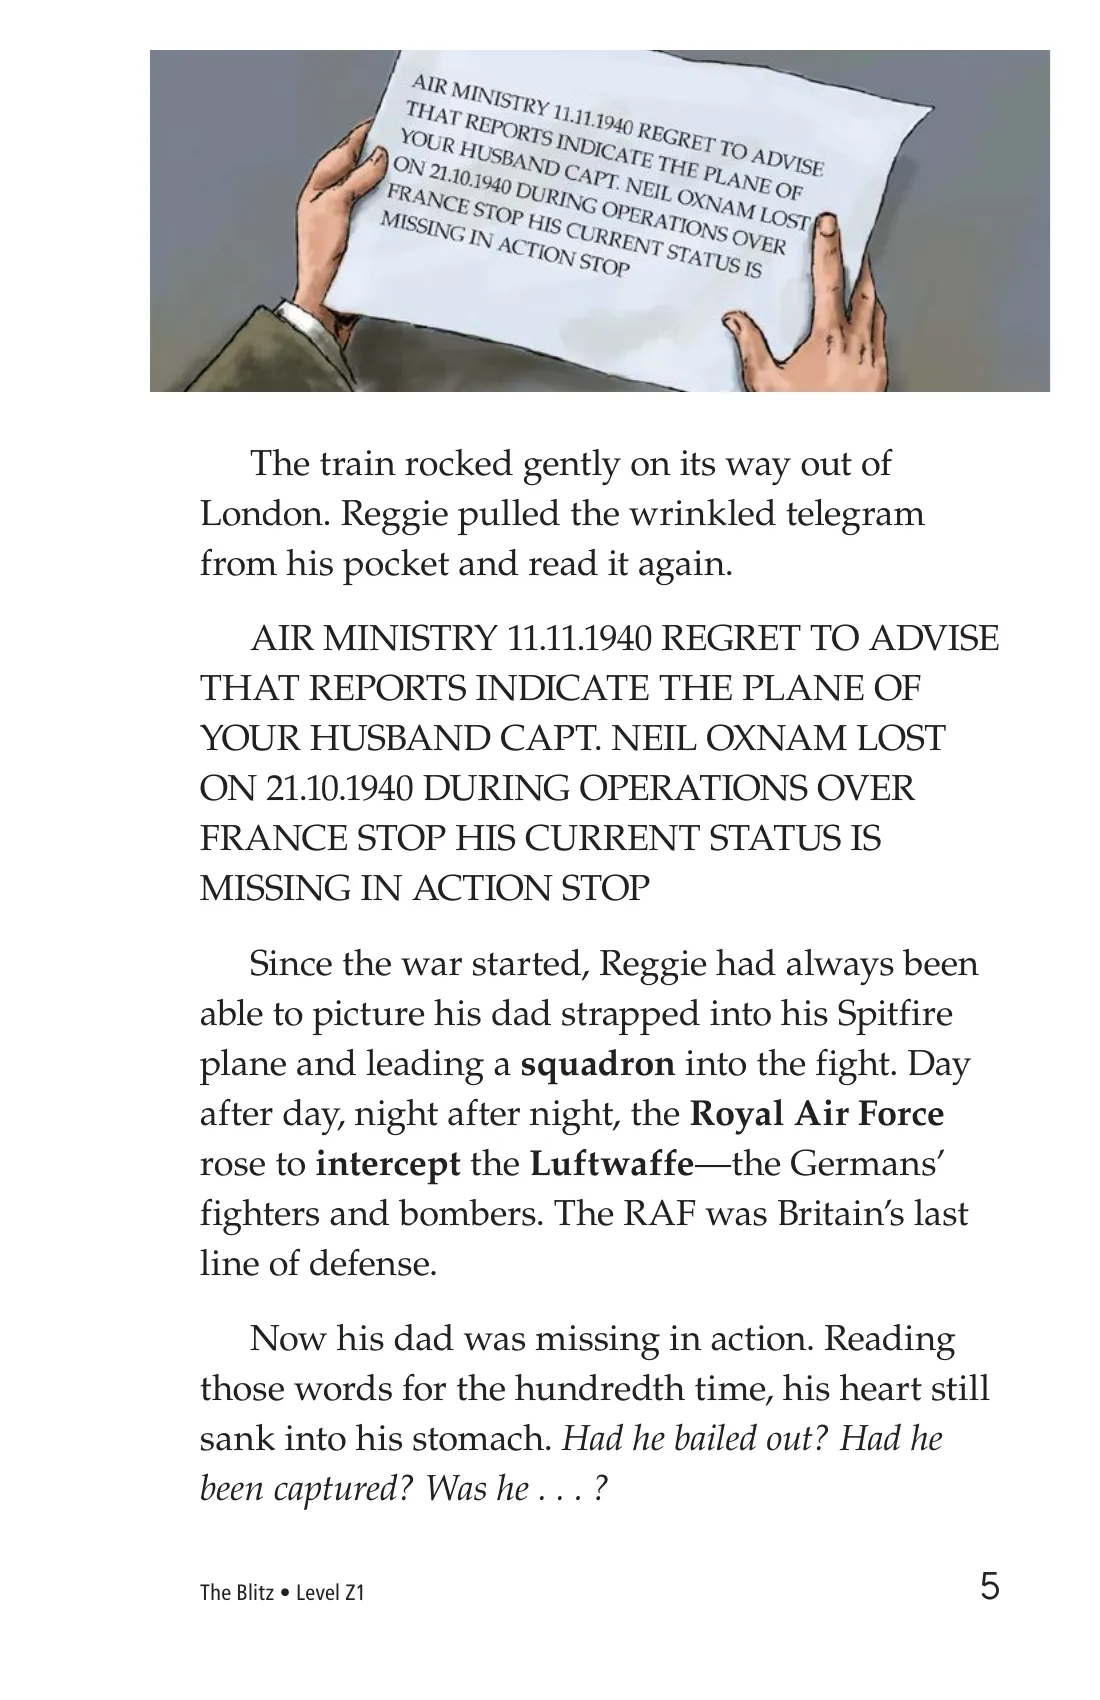 AIR MINISTRY 11.11.1940 REGRET TO ADVISE
THAT REPORTS INDICATE THE PLANE OF
YOUR HUSBAND CAPT. NEIL OXNAM LOST
ON 21.10.1940 DURING OPERATIONS OVER
FRANCE STOP HIS CURRENT STATUS IS
MISSING IN ACTION STOP
The train rocked gently on its way out of
London. Reggie pulled the wrinkled telegram
from his pocket and read it again.
AIR MINISTRY 11.11.1940 REGRET TO ADVISE
THAT REPORTS INDICATE THE PLANE OF
YOUR HUSBAND CAPT. NEIL OXNAM LOST
ON 21.10.1940 DURING OPERATIONS OVER
FRANCE STOP HIS CURRENT STATUS IS
MISSING IN ACTION STOP
Since the war started, Reggie had always been
able to picture his dad strapped into his Spitfire
plane and leading a squadron into the fight. Day
after day, night after night, the Royal Air Force
rose to intercept the Luftwaffe—the Germans’
fighters and bombers. The RAF was Britain’s last
line of defense.
Now his dad was missing in action. Reading
those words for the hundredth time, his heart still
sank into his stomach. Had he bailed out? Had he
been captured? Was he . . . ?
The Blitz • Level Z1
5